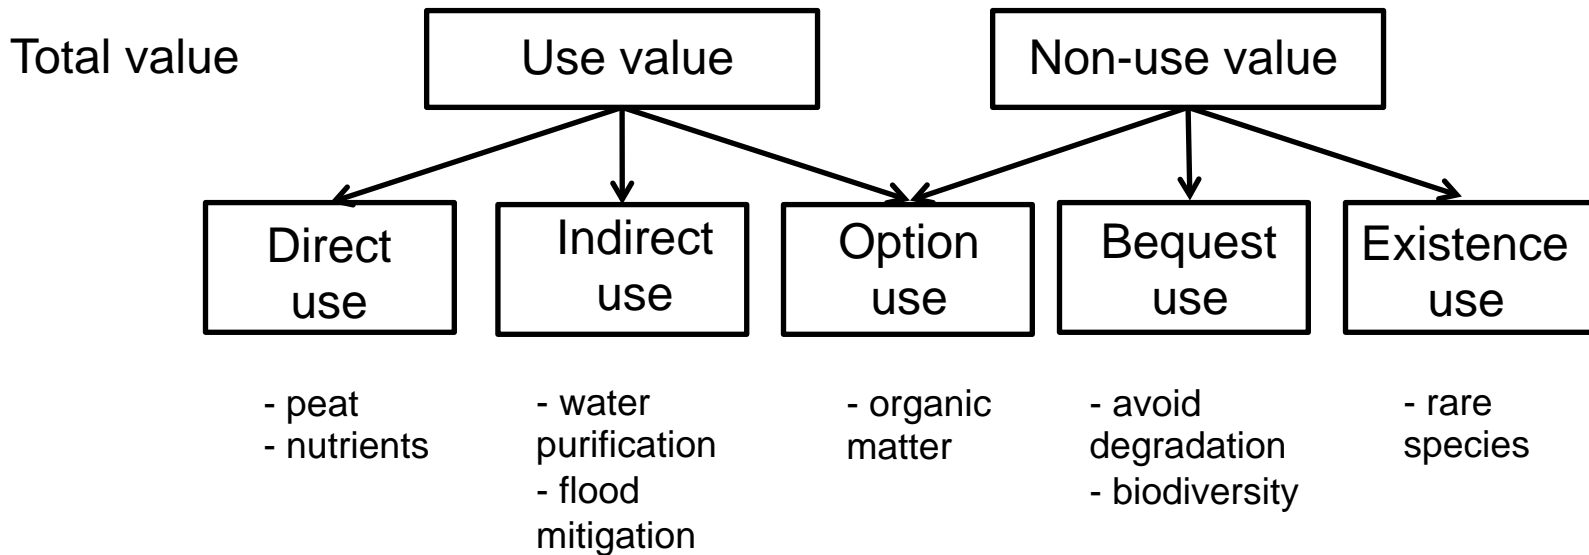 Total value
Use value
Non-use value
Direct
use
Indirect
use
Option
use
Bequest
use
Existence
use
- peat
- nutrients
- water
purification
- flood
mitigation
- organic
matter
- avoid
degradation
- biodiversity
- rare
species